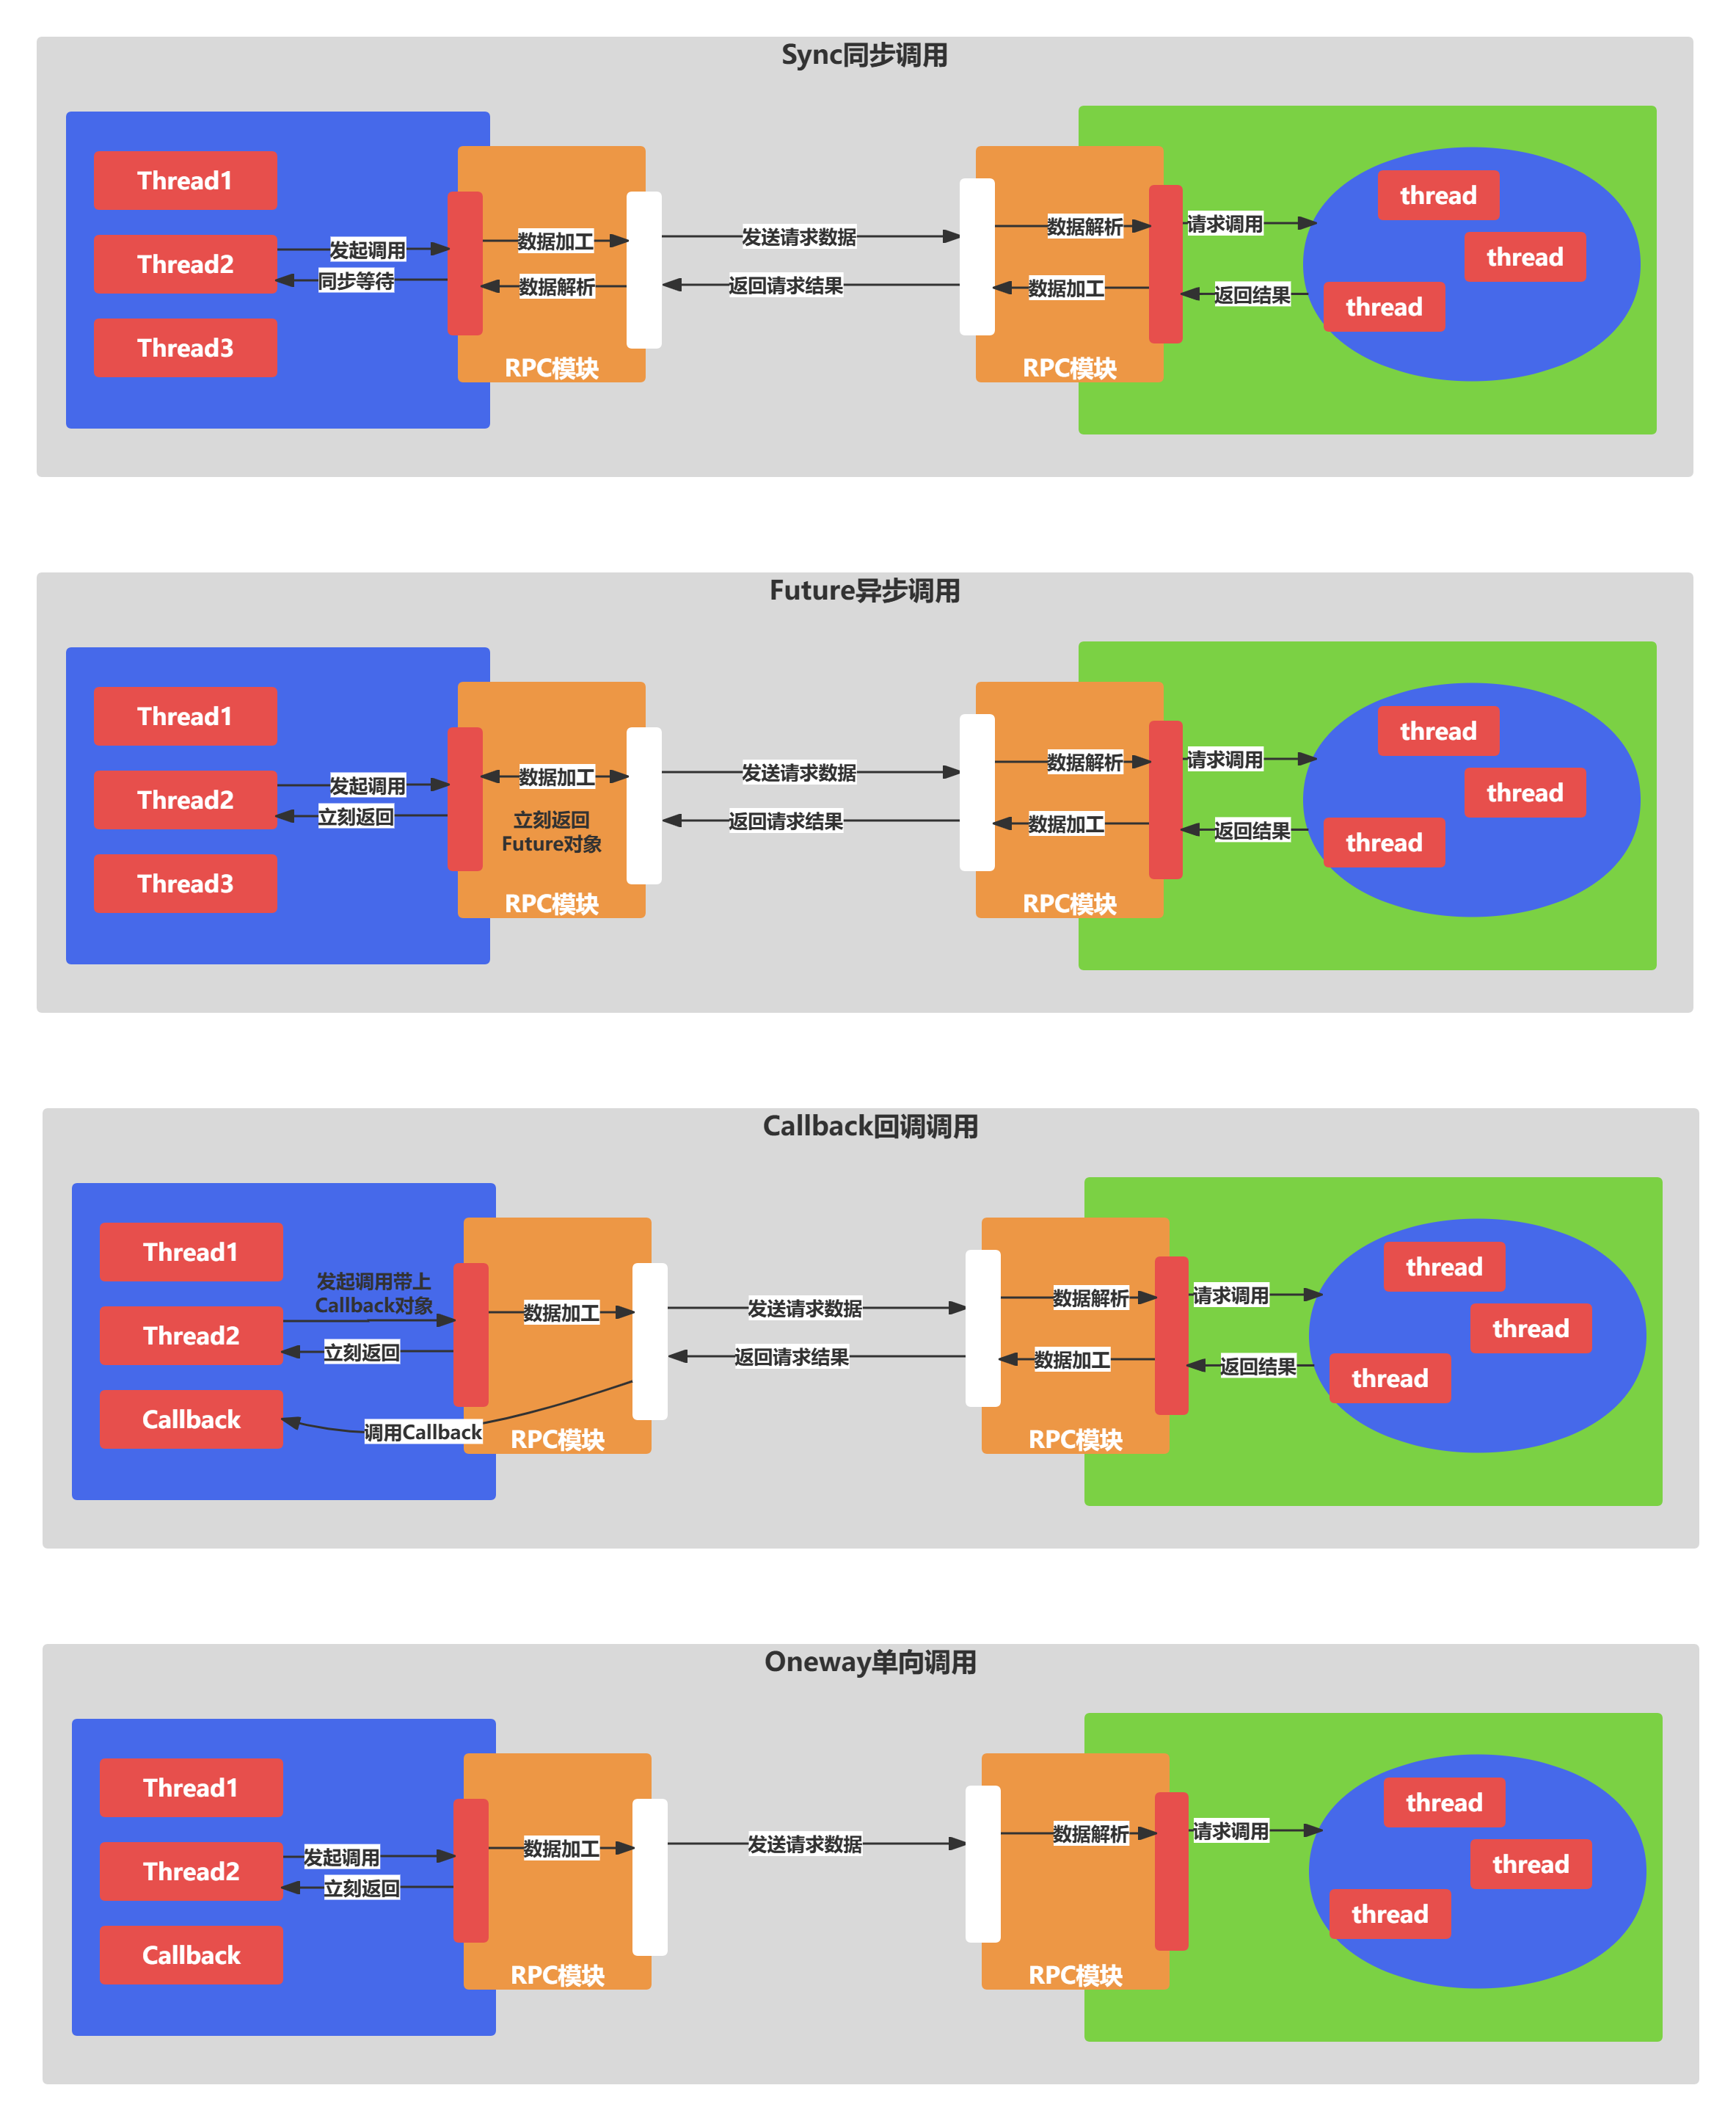 Sync同步调用
Thread1
Thread2
Thread3
发起调用
同步等待
数据加工
数据解析
RPC模块
发送请求数据
返回请求结果
数据解析
数据加工
RPC模块
请求调用
返回结果
thread
thread
thread
Future异步调用
Thread1
Thread2
Thread3
发起调用
立刻返回
数据加工
立刻返回
Future对象
RPC模块
发送请求数据
返回请求结果
数据解析
数据加工
RPC模块
请求调用
返回结果
thread
thread
thread
Callback回调调用
Thread1
Thread2
Callback
发起调用带上
Callback对象
立刻返回
调用Callback
数据加工
RPC模块
发送请求数据
返回请求结果
数据解析
数据加工
RPC模块
请求调用
返回结果
thread
thread
thread
Oneway单向调用
Thread1
Thread2
Callback
发起调用
立刻返回
数据加工
RPC模块
发送请求数据
数据解析
RPC模块
请求调用
thread
thread
thread